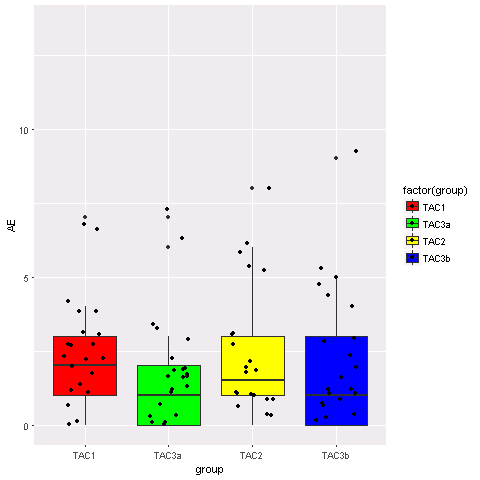 10
5
0
AE
TAC1 TAC3a TAC2 TAC3b
group
factor(group)
TAC1
TAC3a
TAC2
TAC3b